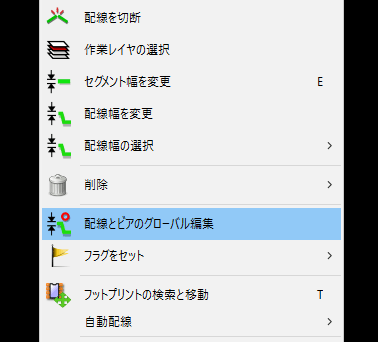 配線を切断
作業レイヤの選択
セグメント幅を変更 E
配線幅を変更
配線幅の選択
削除
配線とビアのグローバル編集
フラグをセット
フットプリントの検索と移動 T
自動配線